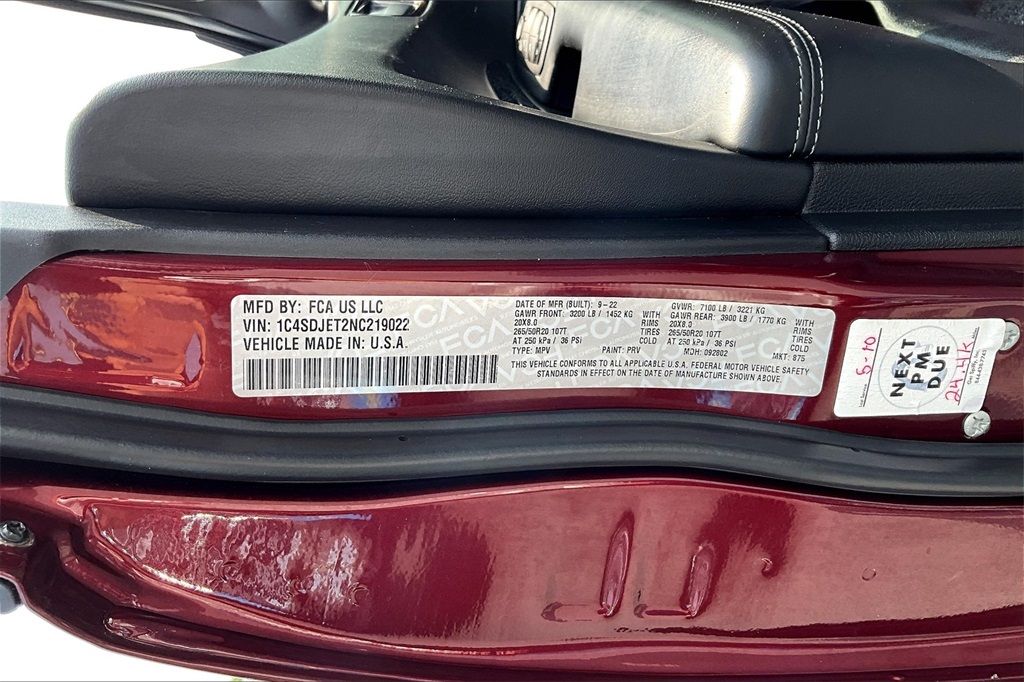 MFD BY: FCA US LLC
VIN: 1C4SDJET2NC219022
VEHICLE MADE IN: U.S.A.
DATE OF MFR (BUILT): 9-22 GVWR: 7100 LB / 3221 KG
GAWR FRONT: 3200 LB / 1452 KG WITH GAWR REAR: 3900 LB / 1770 KG WITH
20X8.0 RIMS 20X8.0 RIMS
265/50R20 107T TIRES 265/50R20 107T TIRES
AT 250 kPa / 36 PSI COLD AT 250 kPa / 36 PSI COLD
TYPE: MPV PAINT: PRV MDH: 092802 MKT: 875
THIS VEHICLE CONFORMS TO ALL APPLICABLE U.S.A. FEDERAL MOTOR VEHICLE SAFETY
STANDARDS IN EFFECT ON THE DATE OF MANUFACTURE SHOWN ABOVE.
5-10
NEXT
PM
DUE
24.4K